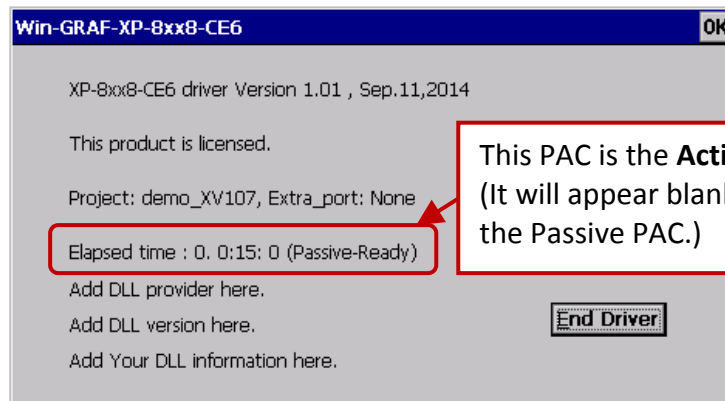 Win-GRAF-XP-8xx8-CE6
XP-8xx8-CE6 driver Version 1.01 , Sep.11,2014
This product is licensed.
Project: demo_XV107, Extra_port: None
Elapsed time : 0. 0:15: 0 (Passive-Ready)
Add DLL provider here.
Add DLL version here.
Add Your DLL information here.
End Driver
OK
This PAC is the
(It will appear
the Passive PAC.)